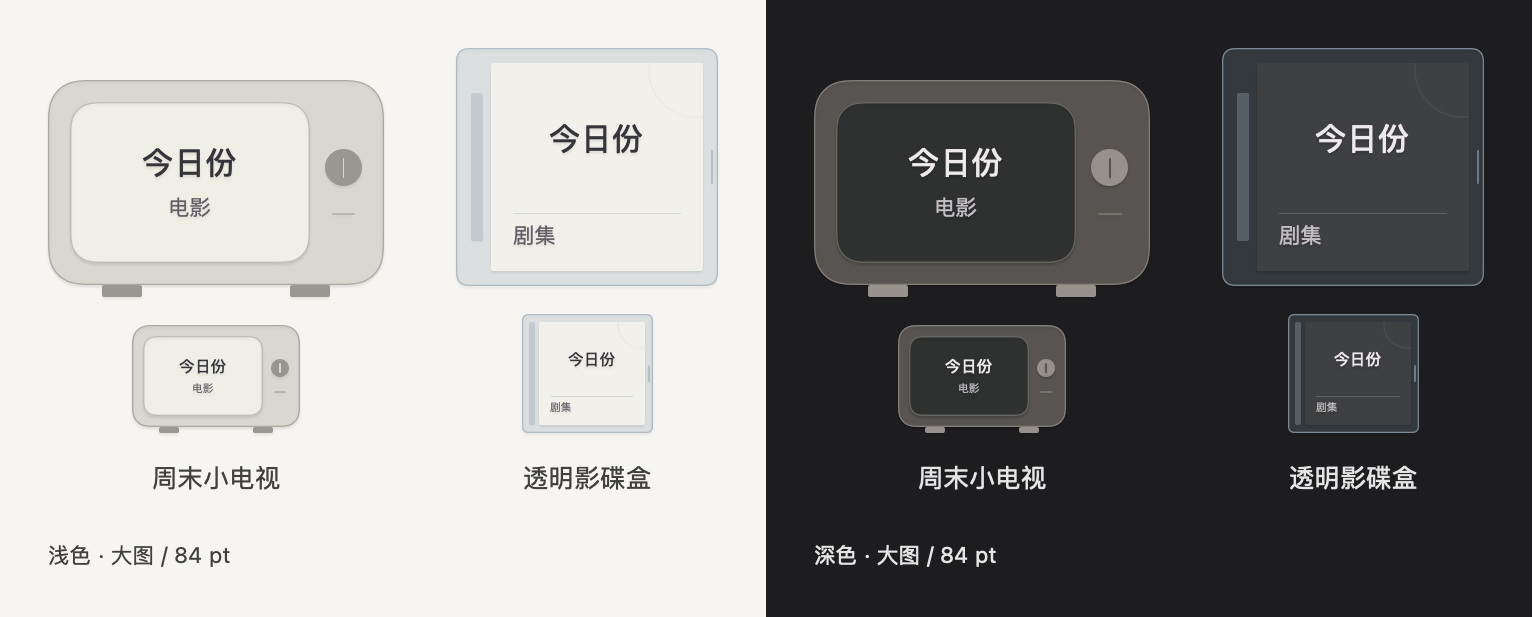 今日份
电影
今日份
剧集
今日份
电影
今日份
剧集
周末小电视
透明影碟盒
浅色 · 大图 / 84 pt
今日份
电影
今日份
剧集
今日份
电影
今日份
剧集
周末小电视
透明影碟盒
深色 · 大图 / 84 pt